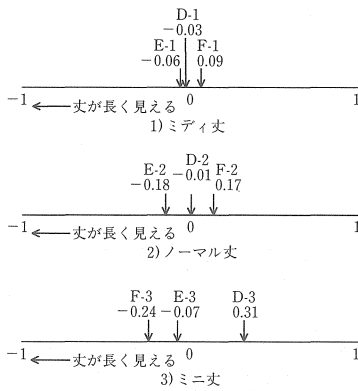 D-1
-0.03
E-1 F-1
-0.06 0.09
-1 ←丈が長く見える 0 1
1)ミディ丈
E-2 D-2 F-2
-0.18 -0.01 0.17
-1 ←丈が長く見える 0 1
2)ノーマル丈
F-3 E-3 D-3
-0.24 -0.07 0.31
-1 ←丈が長く見える 0 1
3)ミニ丈